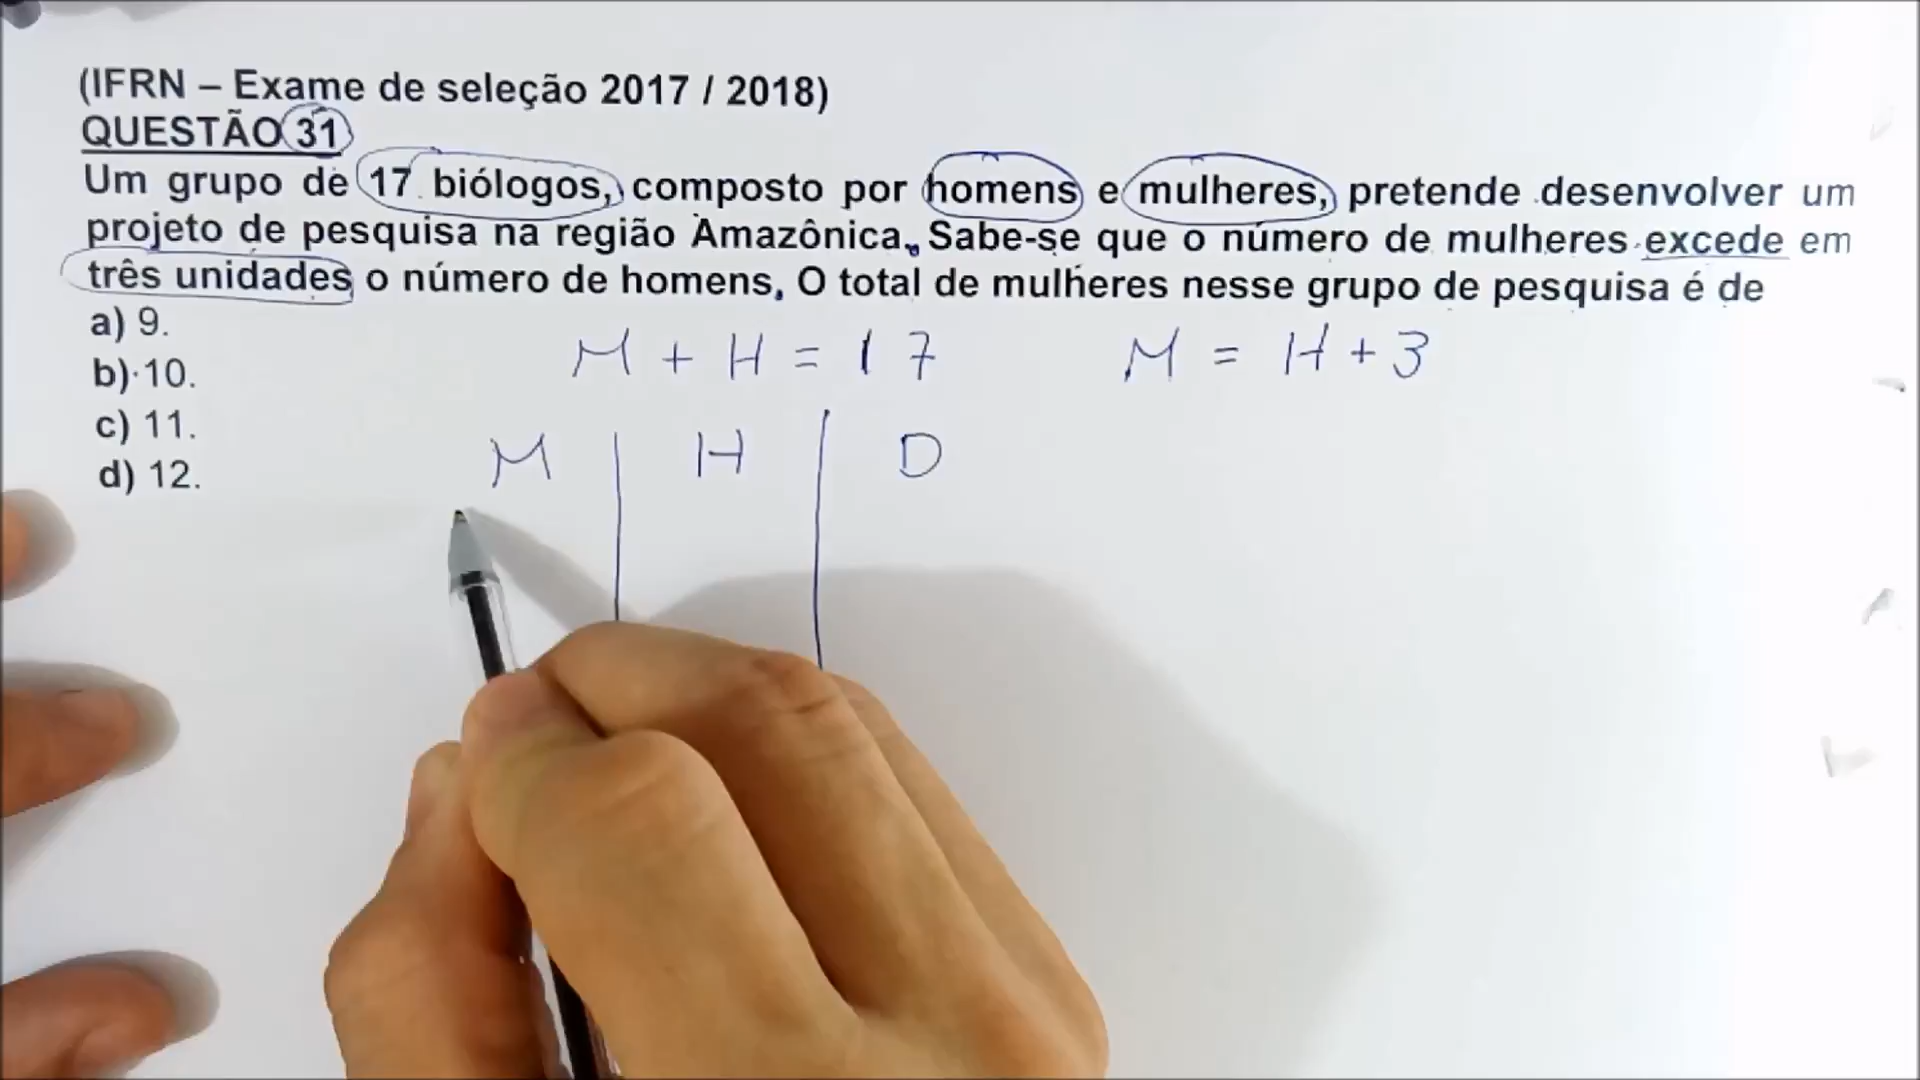 (IFRN – Exame de seleção 2017 / 2018)
QUESTÃO 31
Um grupo de 17 biólogos, composto por homens e mulheres, pretende desenvolver um
projeto de pesquisa na região Amazônica. Sabe-se que o número de mulheres excede em
três unidades o número de homens. O total de mulheres nesse grupo de pesquisa é de
a) 9.
b) 10.
c) 11.
d) 12.
M + H = 17 M = H + 3
M H D